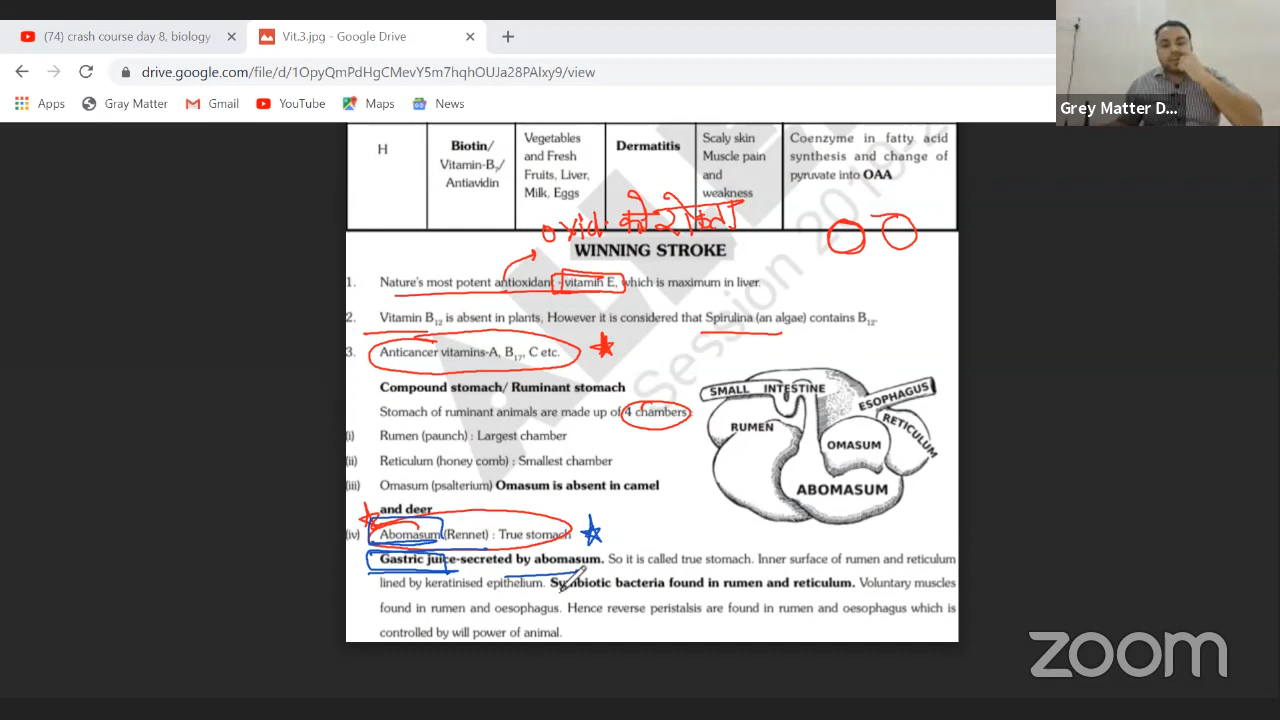 (74) crash course day 8, biology
Vit.3.jpg - Google Drive
drive.google.com/file/d/1OpyQmPdHgCMevY5m7hqhOUJa28PAlxy9/view
Apps Gray Matter Gmail YouTube Maps News
Grey Matter D...
H
Biotin/
Vitamin-B7/
Antiavidin
Vegetables
and Fresh
Fruits, Liver,
Milk, Eggs
Dermatitis
Scaly skin
Muscle pain
and
weakness
Coenzyme in fatty acid
synthesis and change of
pyruvate into OAA
oxid.
WINNING STROKE
1. Nature's most potent antioxidant - vitamin E, which is maximum in liver.
2. Vitamin B12 is absent in plants, However it is considered that Spirulina (an algae) contains B12.
3. Anticancer vitamins-A, B17, C etc.
Compound stomach/ Ruminant stomach
Stomach of ruminant animals are made up of 4 chambers
(i) Rumen (paunch) : Largest chamber
(ii) Reticulum (honey comb) : Smallest chamber
(iii) Omasum (psalterium) Omasum is absent in camel
and deer
(iv) Abomasum (Rennet) : True stomach
Gastric juice-secreted by abomasum. So it is called true stomach. Inner surface of rumen and reticulum
lined by keratinised epithelium. Symbiotic bacteria found in rumen and reticulum. Voluntary muscles
found in rumen and oesophagus. Hence reverse peristalsis are found in rumen and oesophagus which is
controlled by will power of animal.
SMALL INTESTINE
ESOPHAGUS
RETICULUM
RUMEN
OMASUM
ABOMASUM
Session 2019-2
zoom